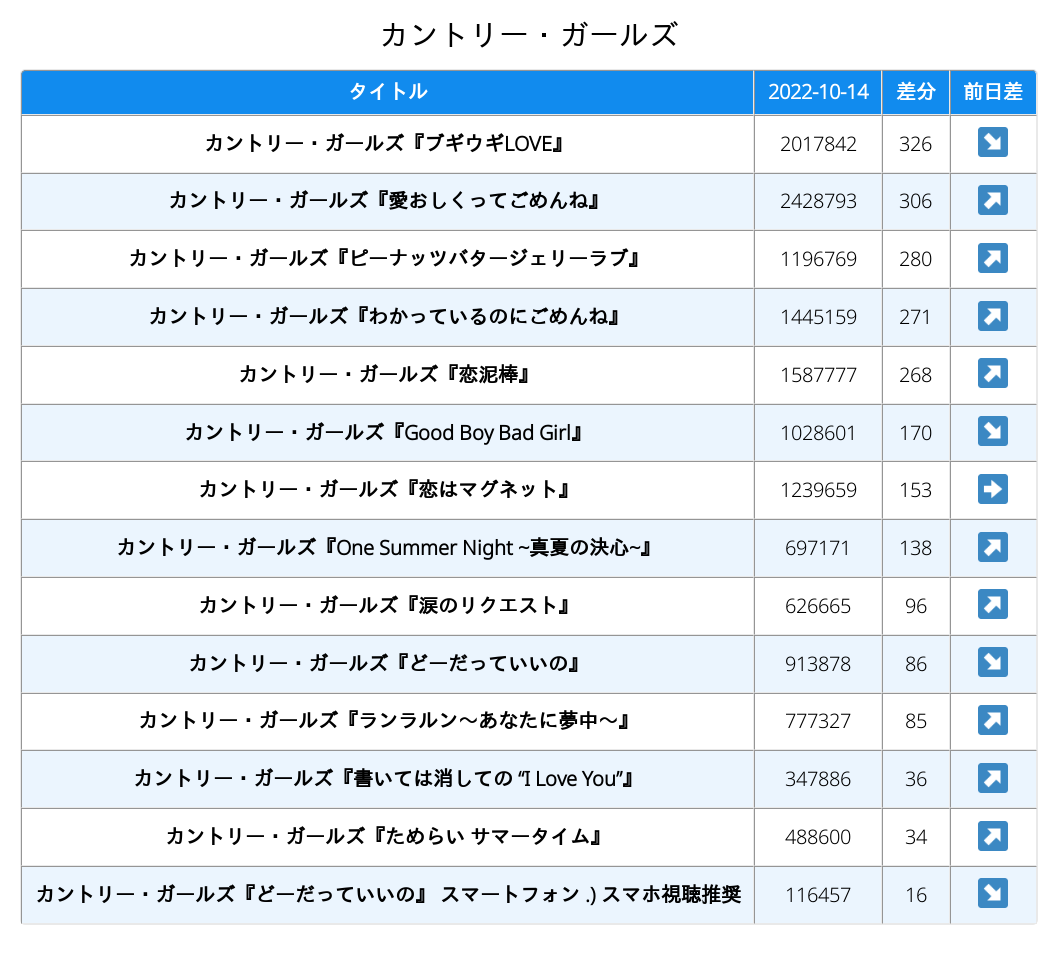 カントリー・ガールズ
タイトル 2022-10-14 差分 前日差
カントリー・ガールズ『ブギウギLOVE』 2017842 326
カントリー・ガールズ『愛おしくってごめんね』 2428793 306
カントリー・ガールズ『ピーナッツバタージェリーラブ』 1196769 280
カントリー・ガールズ『わかっているのにごめんね』 1445159 271
カントリー・ガールズ『恋泥棒』 1587777 268
カントリー・ガールズ『Good Boy Bad Girl』 1028601 170
カントリー・ガールズ『恋はマグネット』 1239659 153
カントリー・ガールズ『One Summer Night ~真夏の決心~』 697171 138
カントリー・ガールズ『涙のリクエスト』 626665 96
カントリー・ガールズ『どーだっていいの』 913878 86
カントリー・ガールズ『ランラルン〜あなたに夢中〜』 777327 85
カントリー・ガールズ『書いては消しての “I Love You”』 347886 36
カントリー・ガールズ『ためらい サマータイム』 488600 34
カントリー・ガールズ『どーだっていいの』 スマートフォン .) スマホ視聴推奨 116457 16